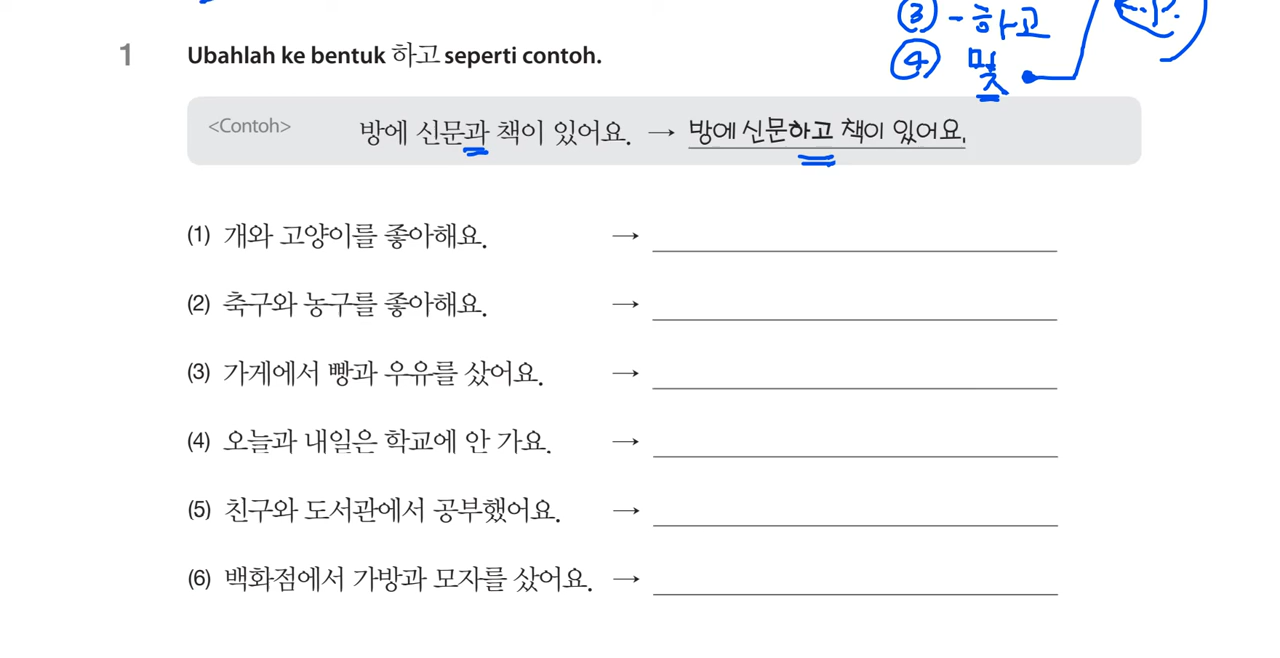 ③ - 하고
1 Ubahlah ke bentuk 하고 seperti contoh.
④ 및
<Contoh> 방에 신문과 책이 있어요. → 방에 신문하고 책이 있어요.
(1) 개와 고양이를 좋아해요. →
(2) 축구와 농구를 좋아해요. →
(3) 가게에서 빵과 우유를 샀어요. →
(4) 오늘과 내일은 학교에 안 가요. →
(5) 친구와 도서관에서 공부했어요. →
(6) 백화점에서 가방과 모자를 샀어요. →